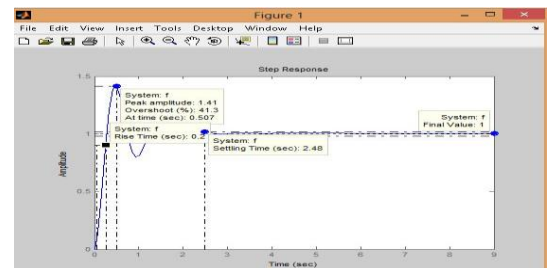 Figure 1
File Edit View Insert Tools Desktop Window Help
Step Response
1.5
System: f
Peak amplitude: 1.41
Overshoot (%): 41.3
At time (sec): 0.507
System: f
Rise Time (sec): 0.2
System: f
Settling Time (sec): 2.48
System: f
Final Value: 1
1
0.5
0
Amplitude
0 1 2 3 4 5 6 7 8 9
Time (sec)